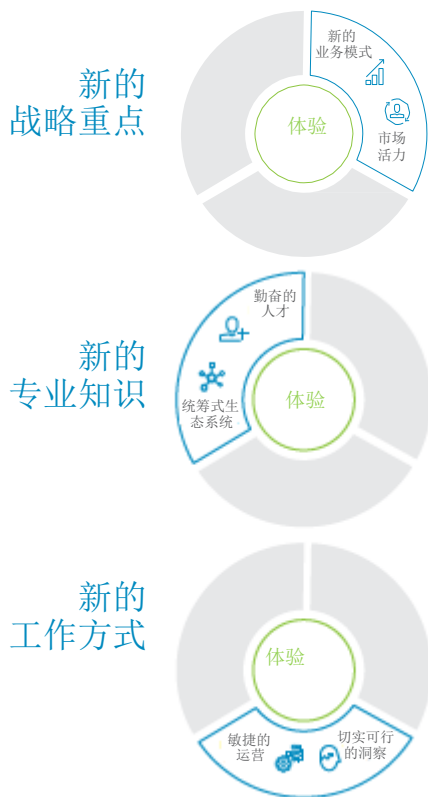 新的
战略重点
新的
业务模式
体验
市场
活力
新的
专业知识
勤奋的
人才
统筹式生
态系统
体验
新的
工作方式
体验
敏捷的
运营
切实可行
的洞察